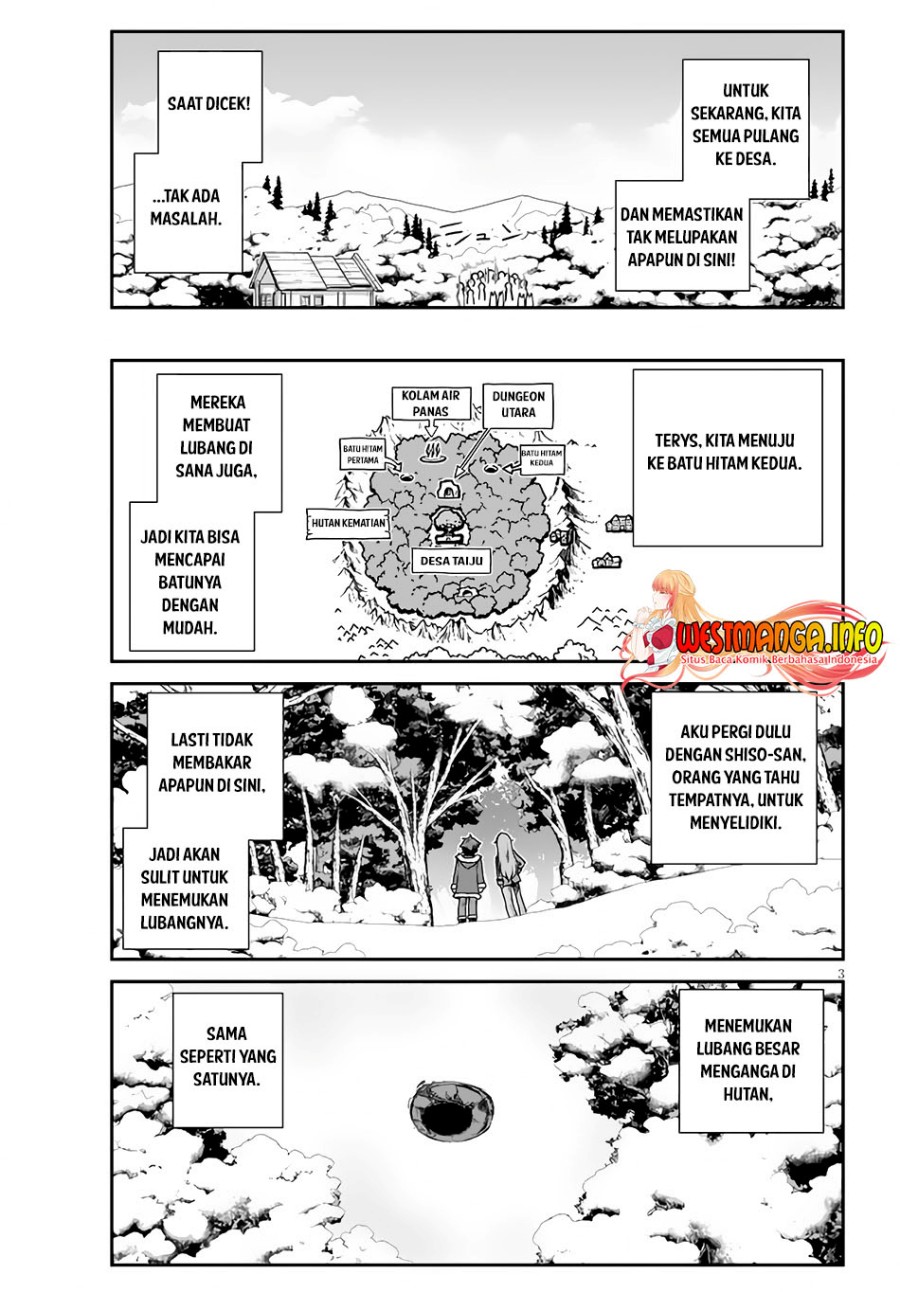 UNTUK
SEKARANG, KITA
SEMUA PULANG
KE DESA.
DAN MEMASTIKAN
TAK MELUPAKAN
APAPUN DI SINI!
SAAT DICEK!
...TAK ADA
MASALAH.
TERYS, KITA MENUJU
KE BATU HITAM KEDUA.
KOLAM AIR
PANAS
DUNGEON
UTARA
BATU HITAM
PERTAMA
BATU HITAM
KEDUA
HUTAN KEMATIAN
DESA TAIJU
MEREKA
MEMBUAT
LUBANG DI
SANA JUGA,
JADI KITA BISA
MENCAPAI
BATUNYA
DENGAN
MUDAH.
WESTMANGA.INFO
Situs Baca Komik Berbahasa Indonesia
AKU PERGI DULU
DENGAN SHISO-SAN,
ORANG YANG TAHU
TEMPATNYA, UNTUK
MENYELIDIKI.
LASTI TIDAK
MEMBAKAR
APAPUN DI SINI,
JADI AKAN
SULIT UNTUK
MENEMUKAN
LUBANGNYA.
3
MENEMUKAN
LUBANG BESAR
MENGANGA DI
HUTAN,
SAMA
SEPERTI YANG
SATUNYA.